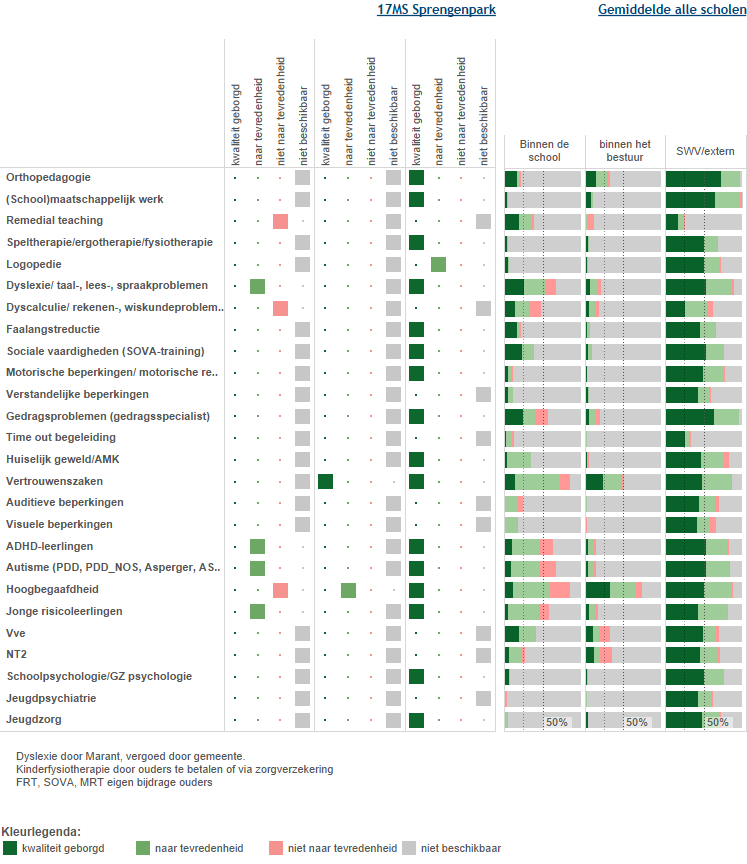 17MS Sprengenpark Gemiddelde alle scholen
kwaliteit geborgd naar tevredenheid niet naar tevredenheid niet beschikbaar kwaliteit geborgd naar tevredenheid niet naar tevredenheid niet beschikbaar kwaliteit geborgd naar tevredenheid niet naar tevredenheid niet beschikbaar
Binnen de school
binnen het bestuur
SWV/extern
Orthopedagogie
(School)maatschappelijk werk
Remedial teaching
Speltherapie/ergotherapie/fysiotherapie
Logopedie
Dyslexie/ taal-, lees-, spraakproblemen
Dyscalculie/ rekenen-, wiskundeproblem..
Faalangstreductie
Sociale vaardigheden (SOVA-training)
Motorische beperkingen/ motorische re..
Verstandelijke beperkingen
Gedragsproblemen (gedragsspecialist)
Time out begeleiding
Huiselijk geweld/AMK
Vertrouwenszaken
Auditieve beperkingen
Visuele beperkingen
ADHD-leerlingen
Autisme (PDD, PDD_NOS, Asperger, AS..
Hoogbegaafdheid
Jonge risicoleerlingen
Vve
NT2
Schoolpsychologie/GZ psychologie
Jeugdpsychiatrie
Jeugdzorg 50% 50% 50%
Dyslexie door Marant, vergoed door gemeente.
Kinderfysiotherapie door ouders te betalen of via zorgverzekering
FRT, SOVA, MRT eigen bijdrage ouders
Kleurlegenda:
kwaliteit geborgd naar tevredenheid niet naar tevredenheid niet beschikbaar